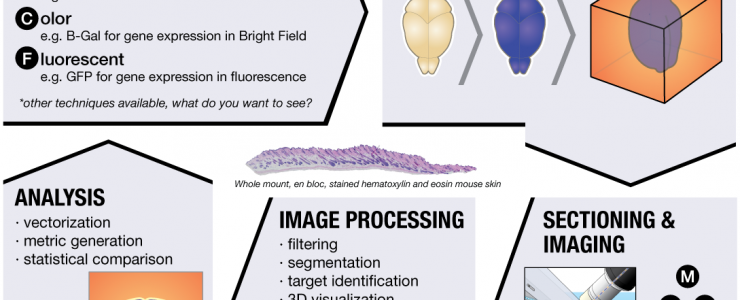 Color
e.g. B-Gal for gene expression in Bright Field
Fluorescent
e.g. GFP for gene expression in fluorescence
*other techniques available, what do you want to see?
Whole mount, en bloc, stained hematoxylin and eosin mouse skin
ANALYSIS
· vectorization
· metric generation
· statistical comparison
IMAGE PROCESSING
· filtering
· segmentation
· target identification
· 3D visualization
SECTIONING &
IMAGING
M